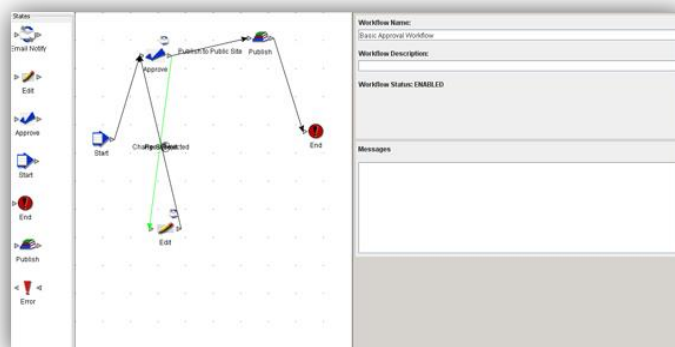 States
Email Notify
Edit
Approve
Start
End
Publish
Error
Approve
Publish to Public Site
Publish
Start
End
Edit
Workflow Name:
Basic Approval Workflow
Workflow Description:
Workflow Status: ENABLED
Messages